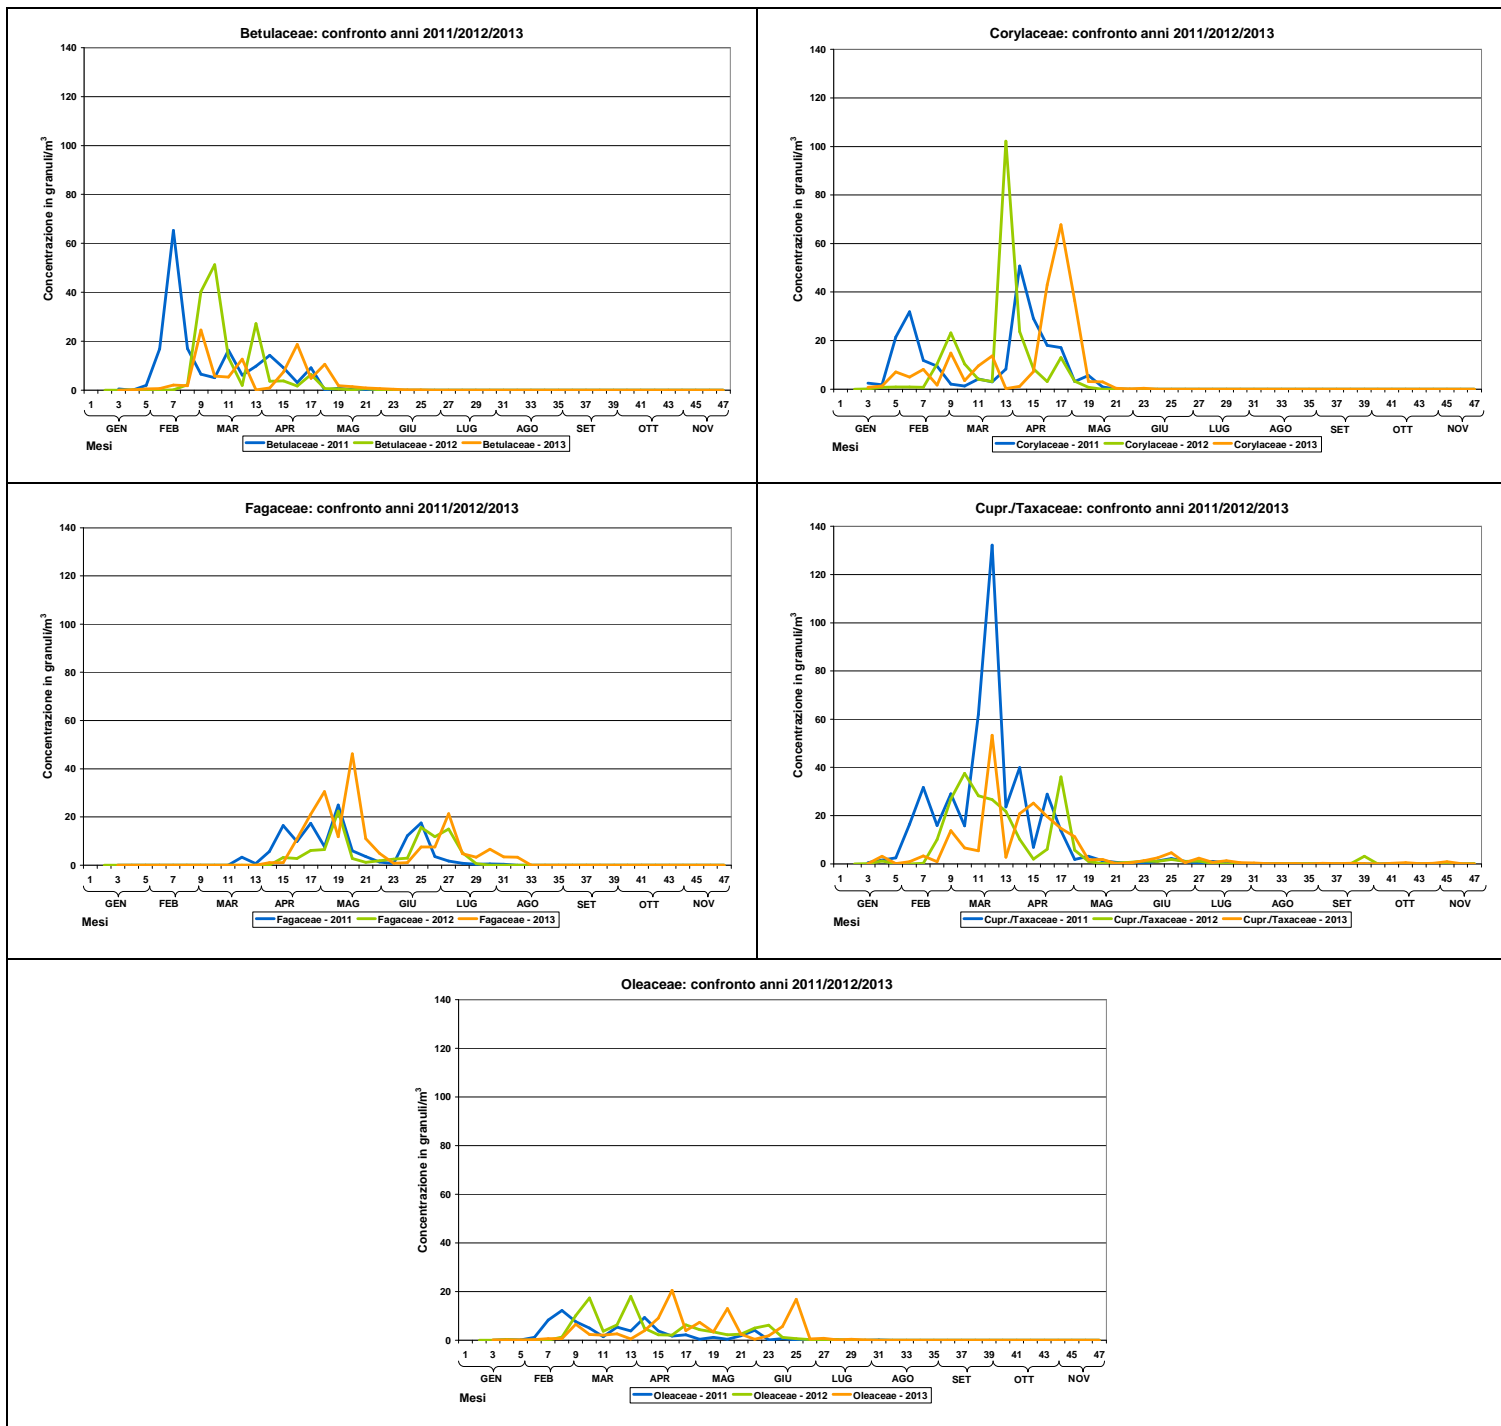 Betulaceae: confronto anni 2011/2012/2013
Concentrazione in granuli/m³
140
120
100
80
60
40
20
0
1 3 5 7 9 11 13 15 17 19 21 23 25 27 29 31 33 35 37 39 41 43 45 47
GEN FEB MAR APR MAG GIU LUG AGO SET OTT NOV
Mesi
Betulaceae - 2011 Betulaceae - 2012 Betulaceae - 2013
Corylaceae: confronto anni 2011/2012/2013
Concentrazione in granuli/m³
140
120
100
80
60
40
20
0
1 3 5 7 9 11 13 15 17 19 21 23 25 27 29 31 33 35 37 39 41 43 45 47
GEN FEB MAR APR MAG GIU LUG AGO SET OTT NOV
Mesi
Corylaceae - 2011 Corylaceae - 2012 Corylaceae - 2013
Fagaceae: confronto anni 2011/2012/2013
Concentrazione in granuli/m³
140
120
100
80
60
40
20
0
1 3 5 7 9 11 13 15 17 19 21 23 25 27 29 31 33 35 37 39 41 43 45 47
GEN FEB MAR APR MAG GIU LUG AGO SET OTT NOV
Mesi
Fagaceae - 2011 Fagaceae - 2012 Fagaceae - 2013
Cupr./Taxaceae: confronto anni 2011/2012/2013
Concentrazione in granuli/m³
140
120
100
80
60
40
20
0
1 3 5 7 9 11 13 15 17 19 21 23 25 27 29 31 33 35 37 39 41 43 45 47
GEN FEB MAR APR MAG GIU LUG AGO SET OTT NOV
Mesi
Cupr./Taxaceae - 2011 Cupr./Taxaceae - 2012 Cupr./Taxaceae - 2013
Oleaceae: confronto anni 2011/2012/2013
Concentrazione in granuli/m³
140
120
100
80
60
40
20
0
1 3 5 7 9 11 13 15 17 19 21 23 25 27 29 31 33 35 37 39 41 43 45 47
GEN FEB MAR APR MAG GIU LUG AGO SET OTT NOV
Mesi
Oleaceae - 2011 Oleaceae - 2012 Oleaceae - 2013